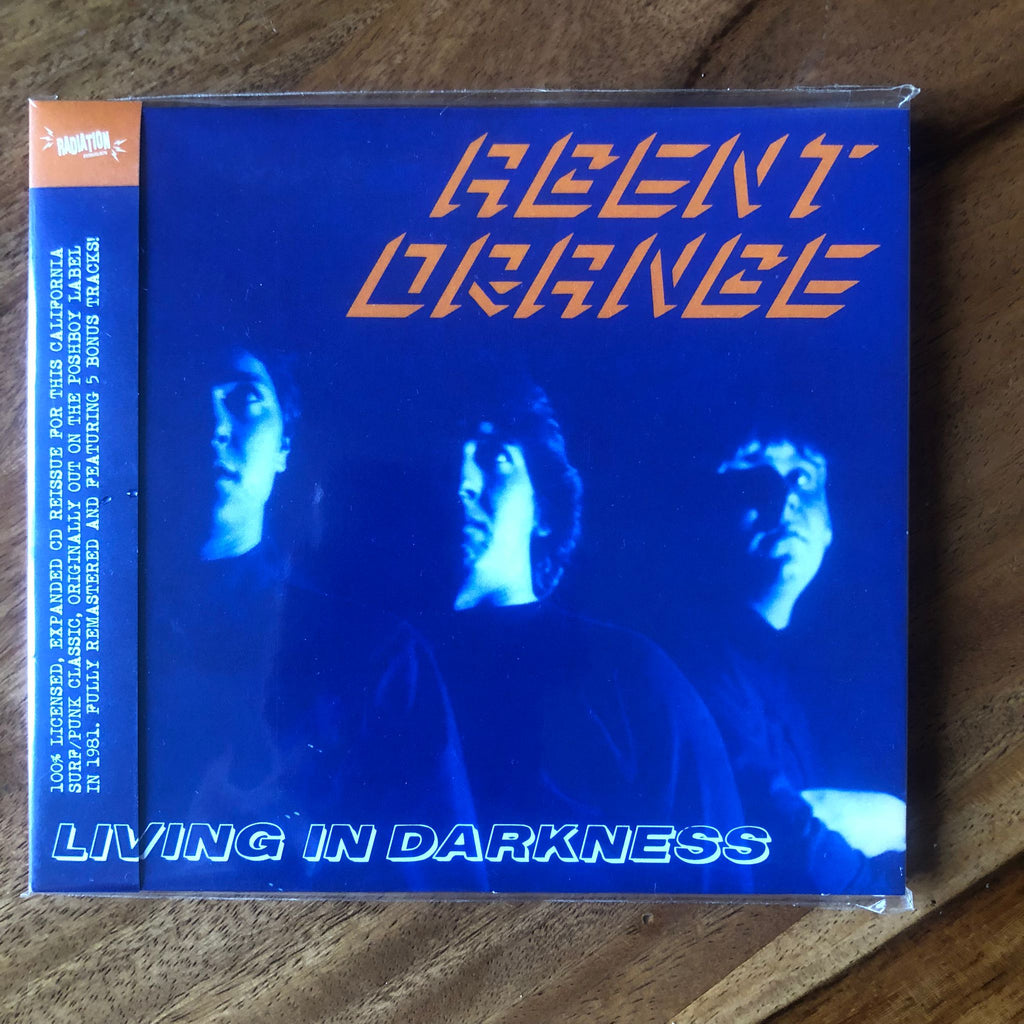 RADIATION
100% LICENSED, EXPANDED CD REISSUE FOR THIS CALIFORNIA
SURF/PUNK CLASSIC, ORIGINALLY OUT ON THE POSHBOY LABEL
IN 1981. FULLY REMASTERED AND FEATURING 5 BONUS TRACKS!
AGENT
ORANGE
LIVING IN DARKNESS